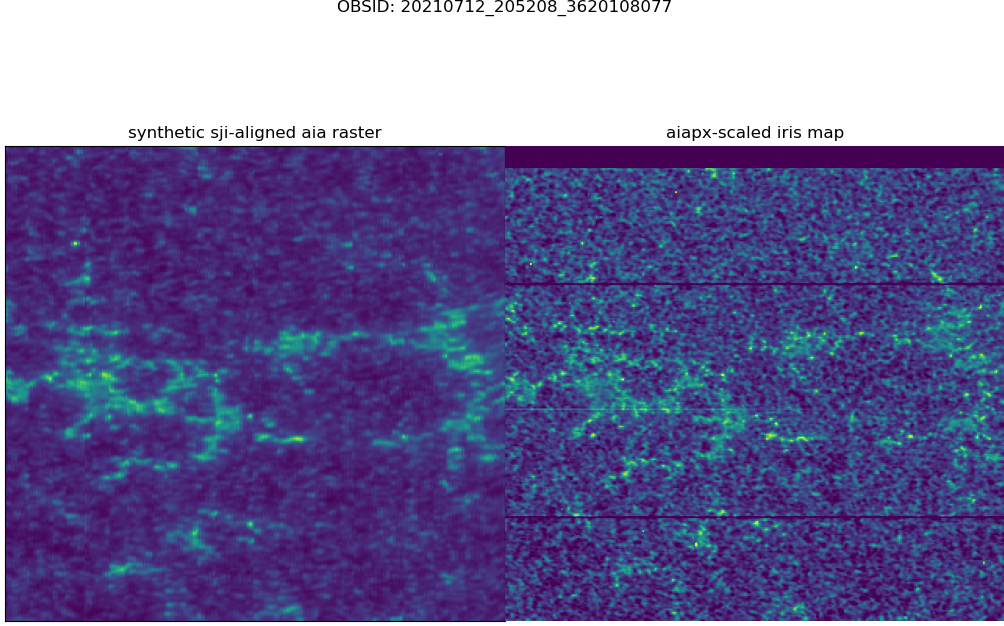 OBSID: 20210712_205208_3620108077
synthetic sji-aligned aia raster
aiapx-scaled iris map